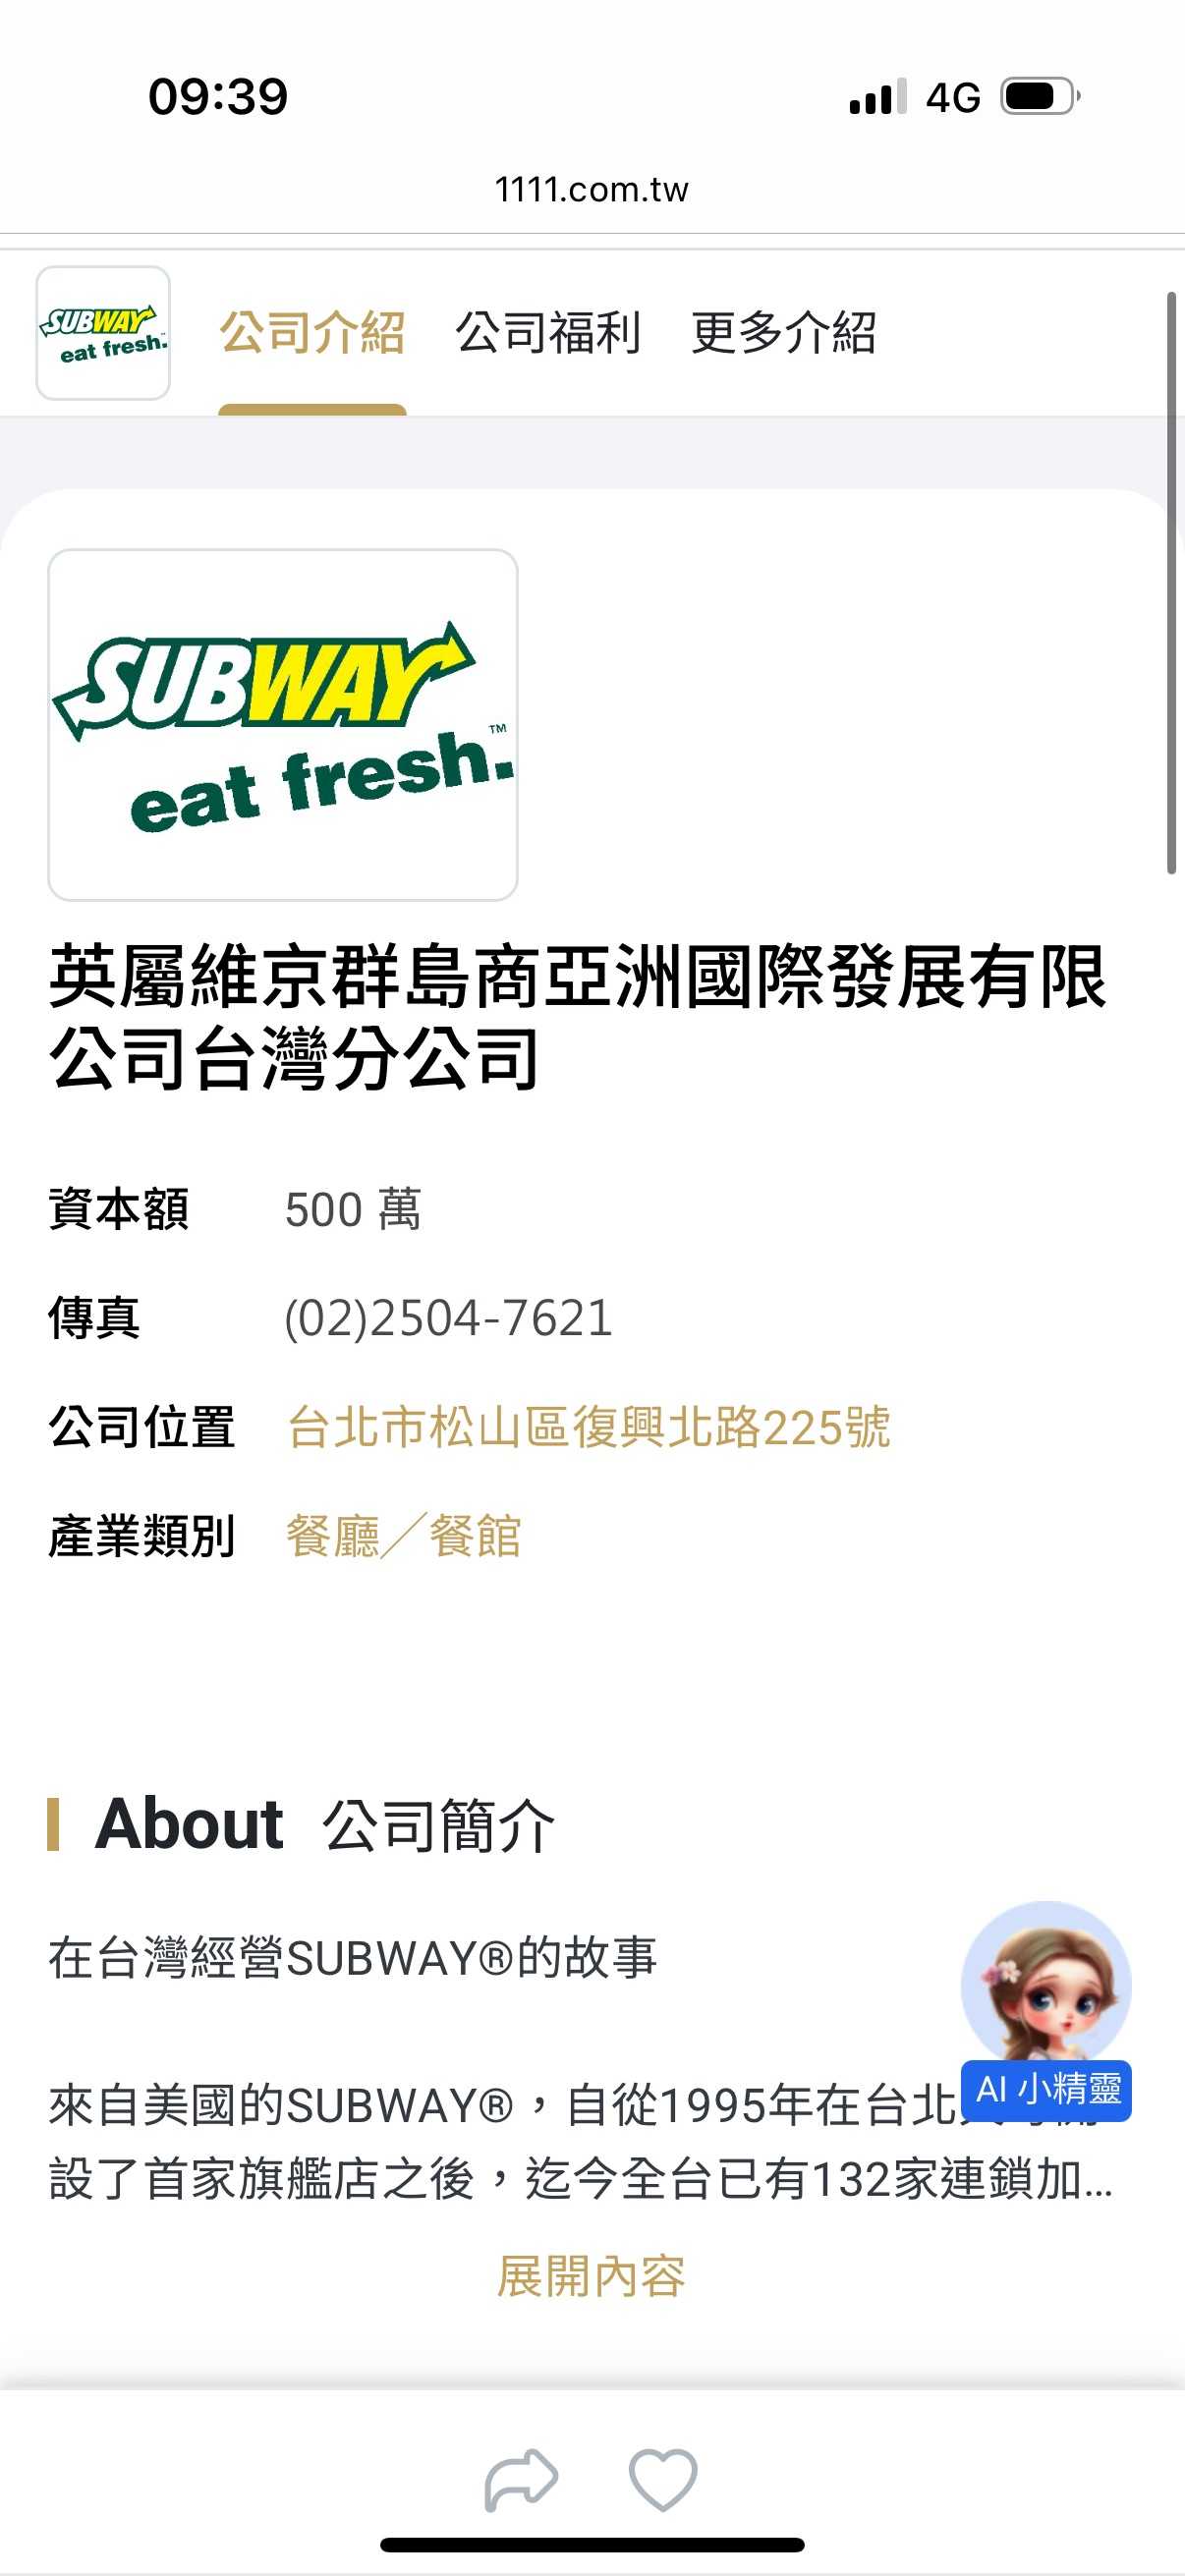 09:39
4G
1111.com.tw
SUBWAY
eat fresh.
公司介紹 公司福利 更多介紹
SUBWAY
eat fresh.™
英屬維京群島商亞洲國際發展有限
公司台灣分公司
資本額 500 萬
傳真 (02)2504-7621
公司位置 台北市松山區復興北路225號
產業類別 餐廳／餐館
About 公司簡介
在台灣經營SUBWAY®的故事
來自美國的SUBWAY®，自從1995年在台北
AI 小精靈
設了首家旗艦店之後，迄今全台已有132家連鎖加...
展開內容